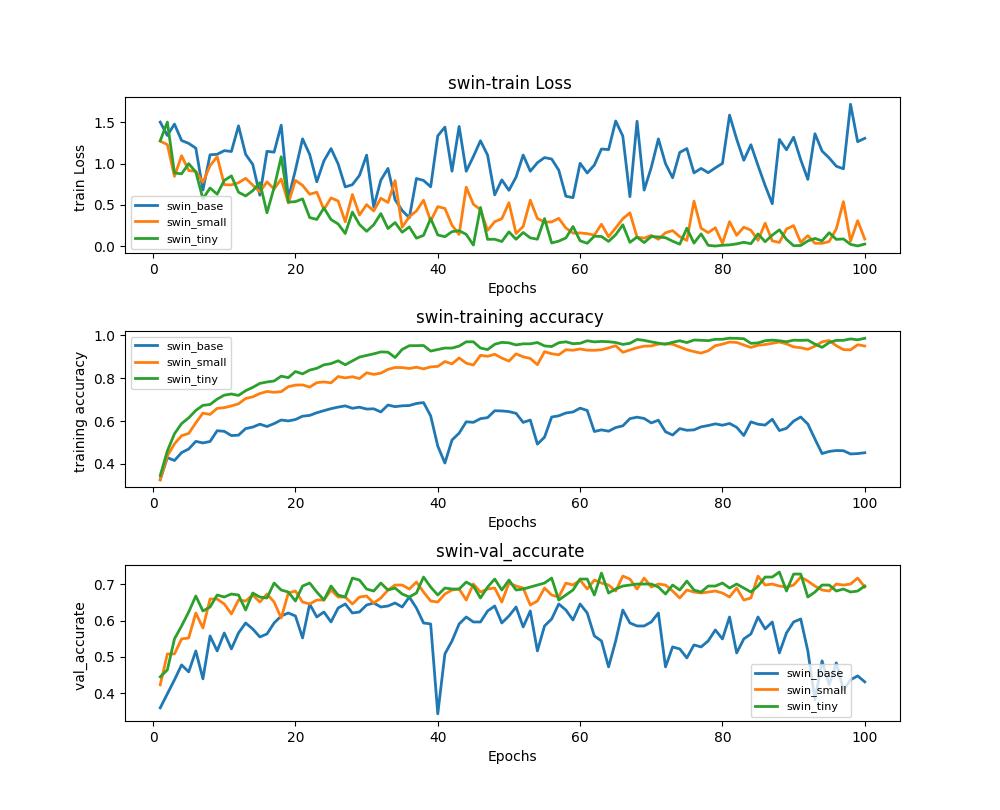 swin-train Loss
train Loss
1.5
1.0
0.5
0.0
swin_base
swin_small
swin_tiny
0 20 40 60 80 100
Epochs
swin-training accuracy
training accuracy
1.0
0.8
0.6
0.4
swin_base
swin_small
swin_tiny
0 20 40 60 80 100
Epochs
swin-val_accurate
val_accurate
0.7
0.6
0.5
0.4
swin_base
swin_small
swin_tiny
0 20 40 60 80 100
Epochs